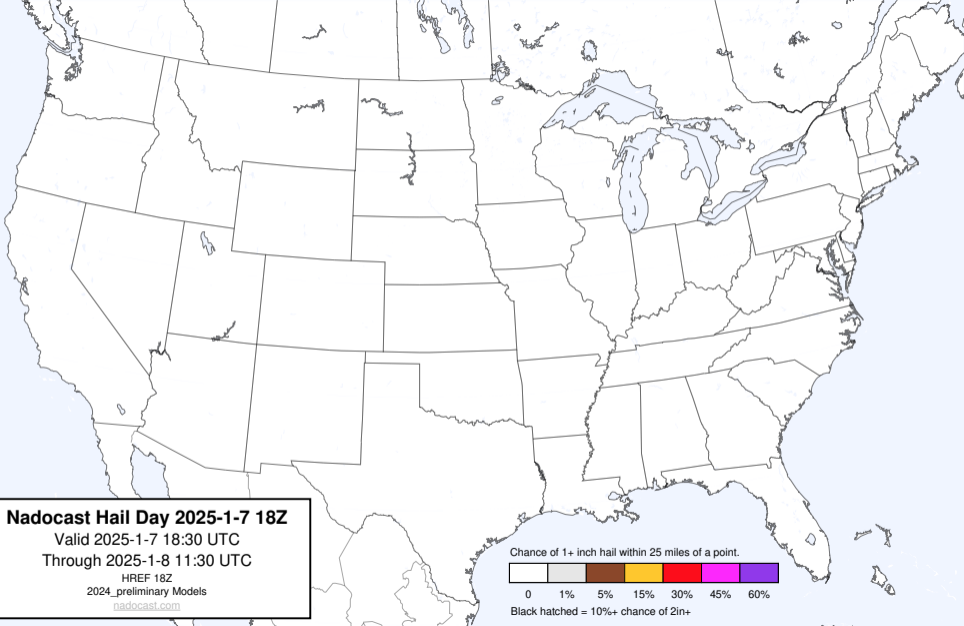 Nadocast Hail Day 2025-1-7 18Z
Valid 2025-1-7 18:30 UTC
Through 2025-1-8 11:30 UTC
HREF 18Z
2024_preliminary Models
nadocast.com
Chance of 1+ inch hail within 25 miles of a point.
0 1% 5% 15% 30% 45% 60%
Black hatched = 10%+ chance of 2in+